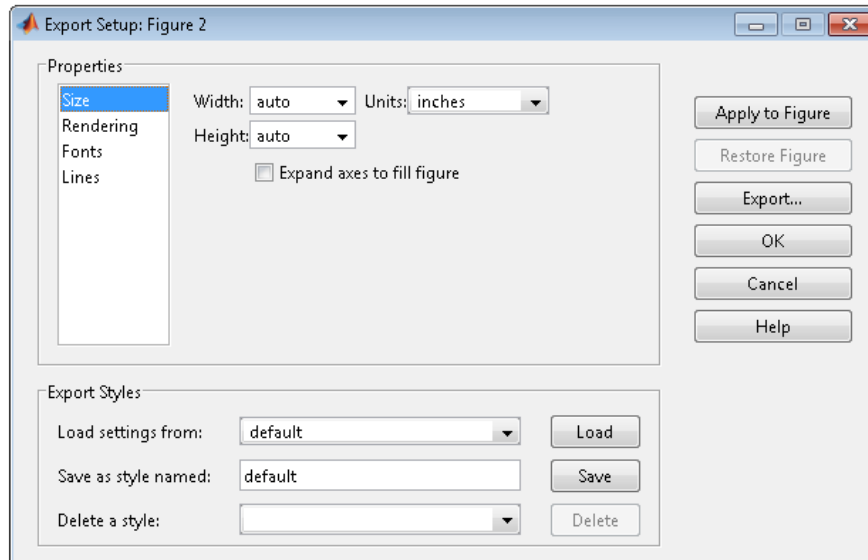 Export Setup: Figure 2
Properties
Size
Rendering
Fonts
Lines
Width: auto Units: inches
Height: auto
Expand axes to fill figure
Apply to Figure
Restore Figure
Export...
OK
Cancel
Help
Export Styles
Load settings from: default Load
Save as style named: default Save
Delete a style: Delete